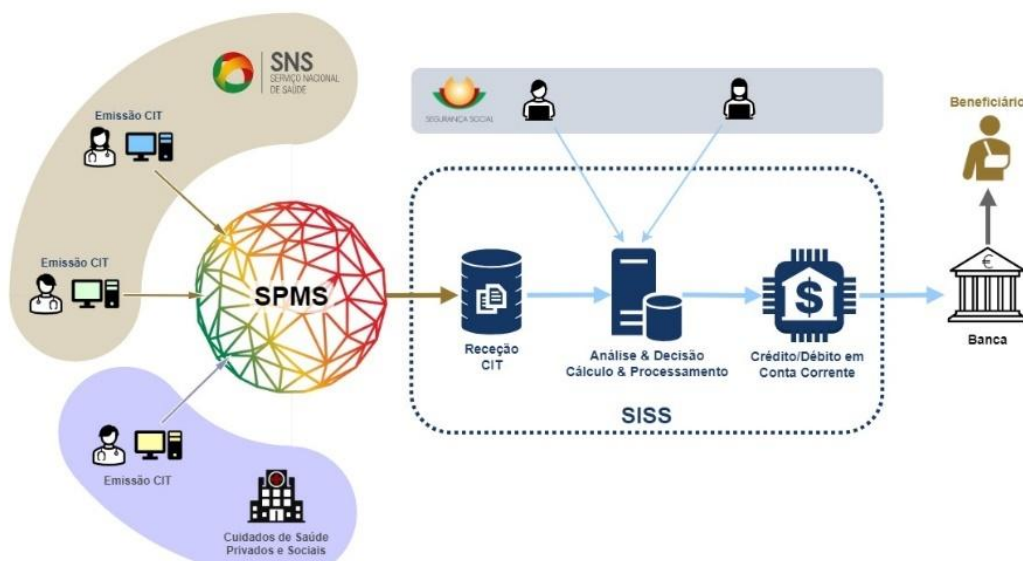 SNS
SERVIÇO NACIONAL
DE SAÚDE
Emissão CIT
Emissão CIT
SPMS
Emissão CIT
Cuidados de Saúde
Privados e Sociais
SEGURANÇA SOCIAL
Receção
CIT
Análise & Decisão
Cálculo & Processamento
$
Crédito/Débito em
Conta Corrente
SISS
Beneficiário
€
Banca